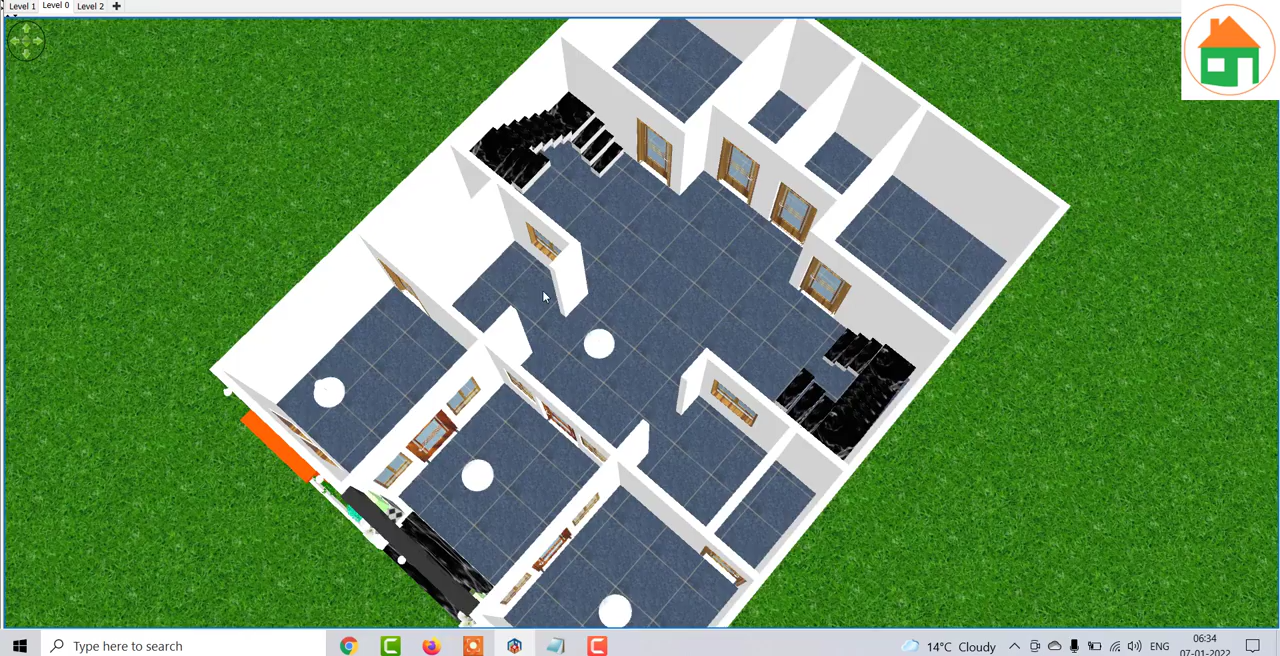 Level 1 Level 0 Level 2
Type here to search
14°C Cloudy
ENG
06:34
07-01-2022